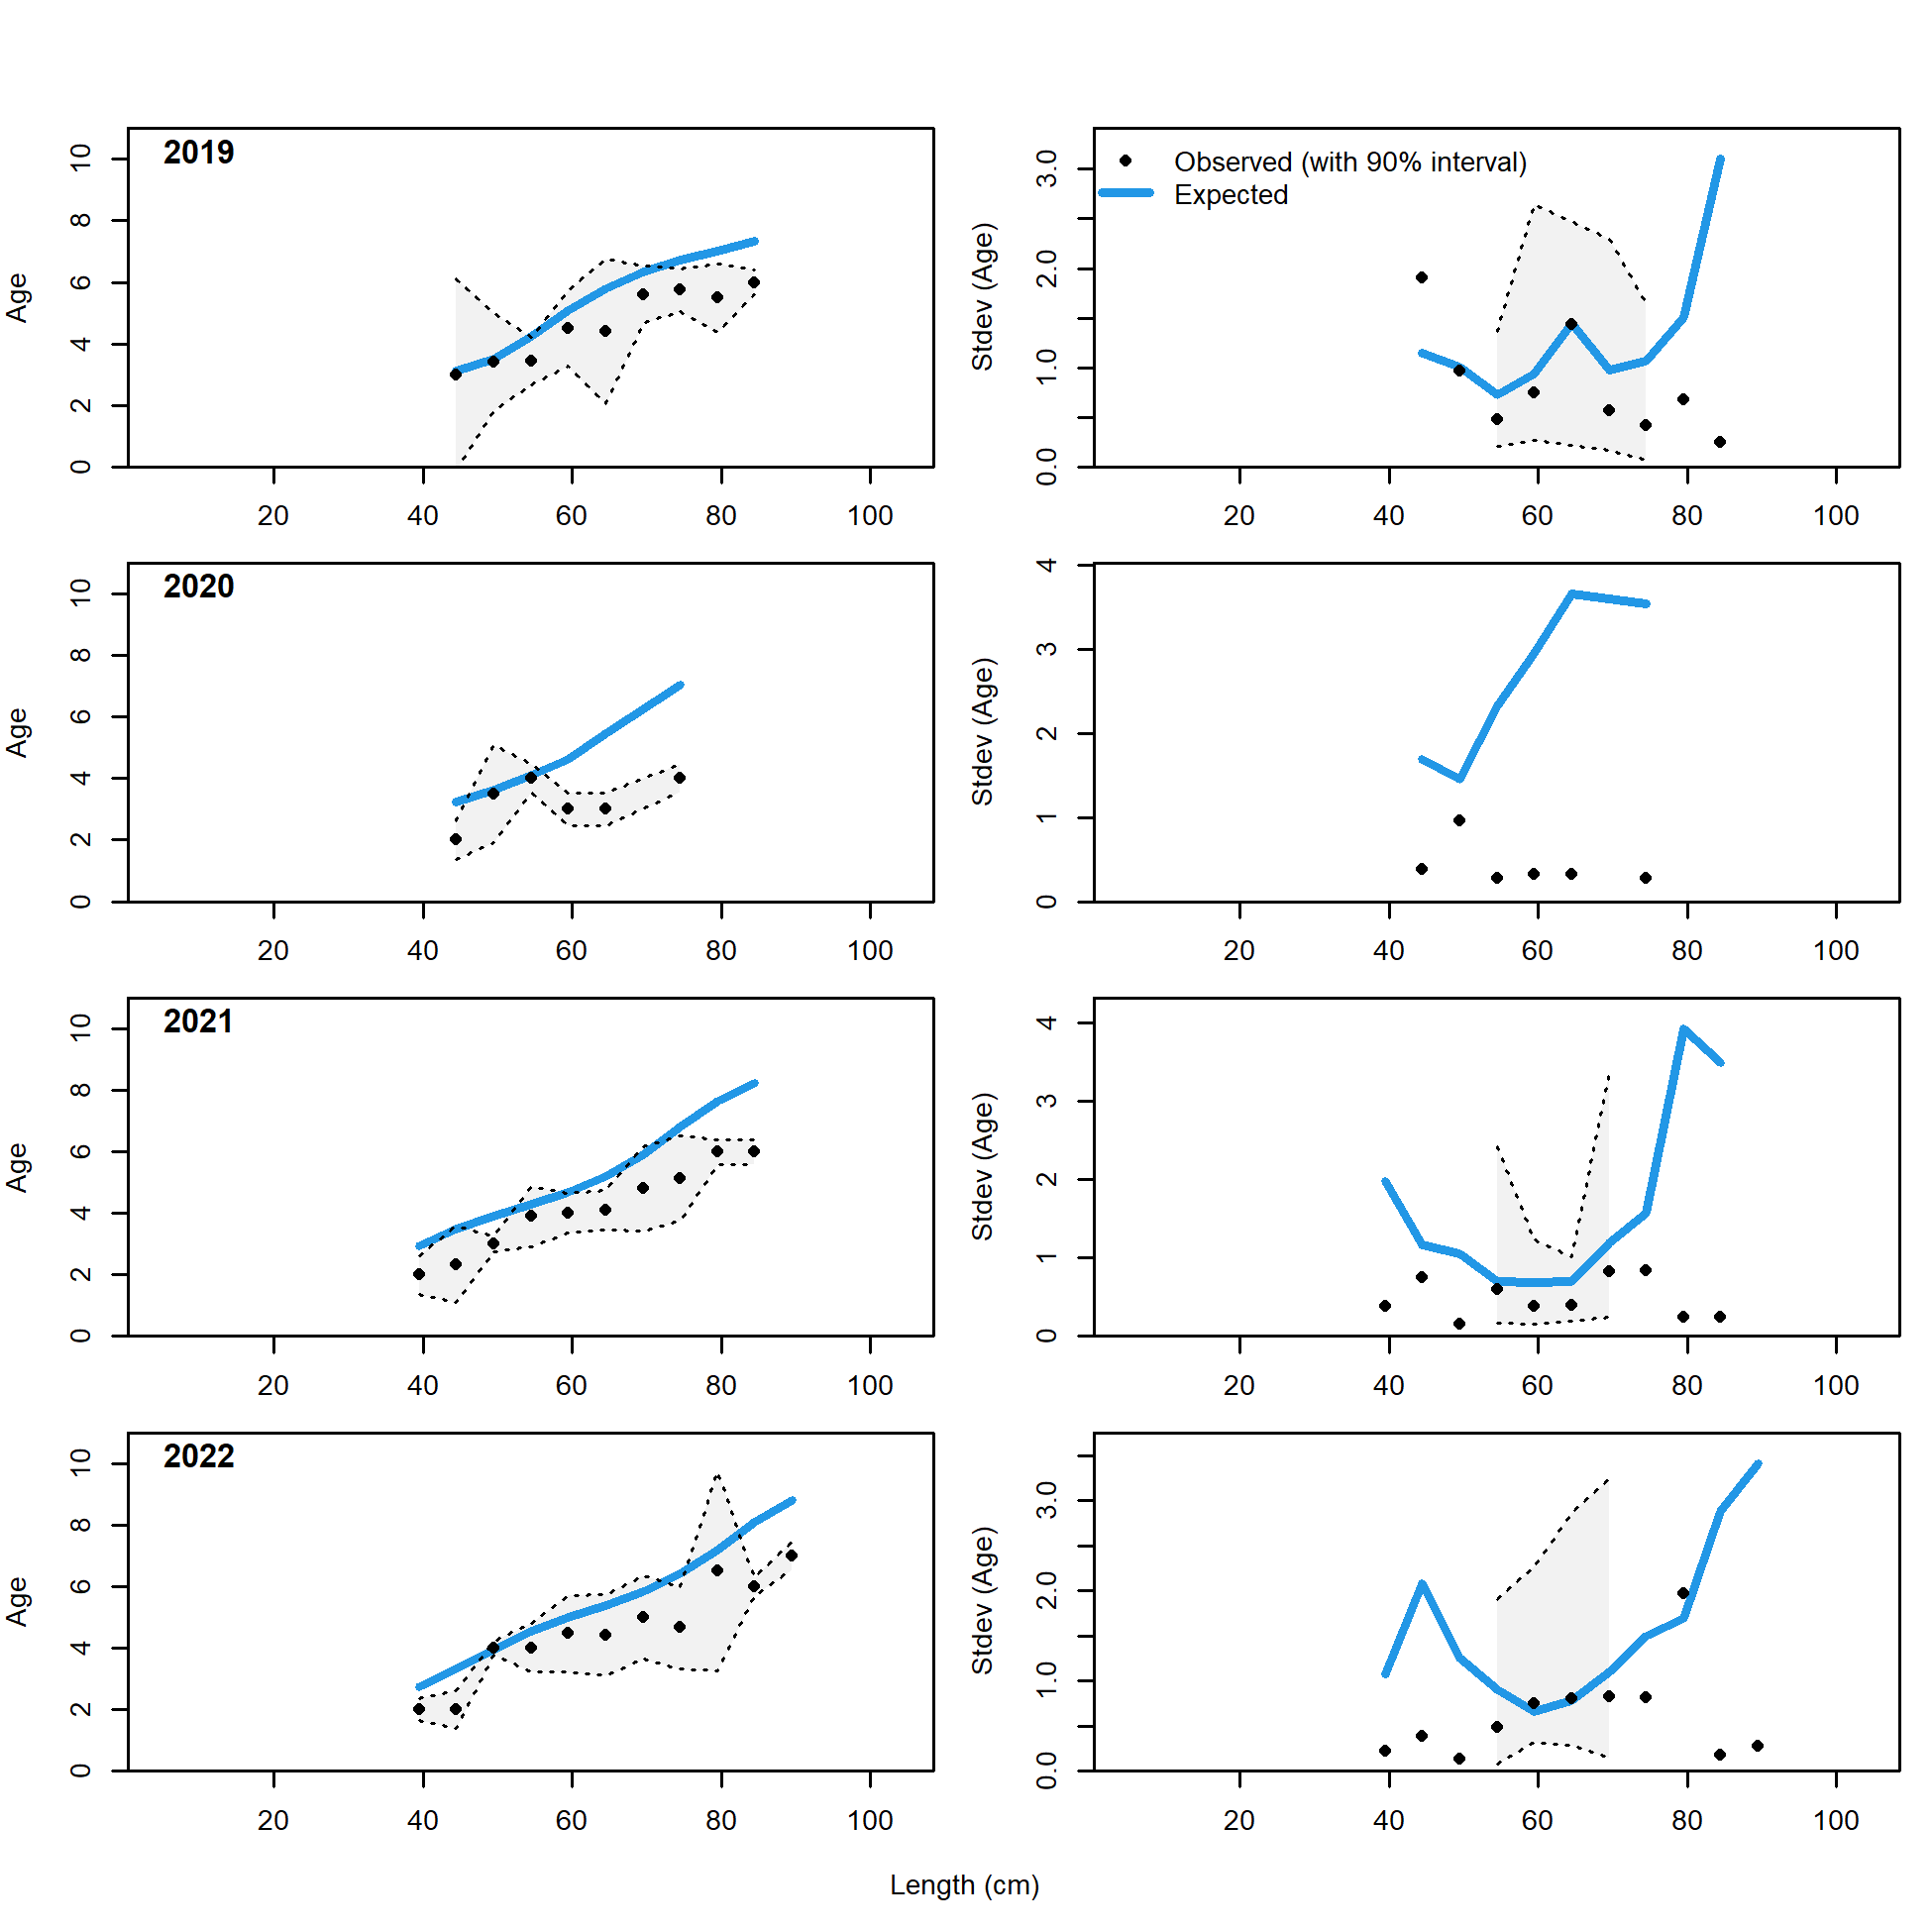 2019
Age
0 2 4 6 8 10
20 40 60 80 100
Observed (with 90% interval)
Expected
Stdev (Age)
0.0 1.0 2.0 3.0
20 40 60 80 100
2020
Age
0 2 4 6 8 10
20 40 60 80 100
Stdev (Age)
0 1 2 3 4
20 40 60 80 100
2021
Age
0 2 4 6 8 10
20 40 60 80 100
Stdev (Age)
0 1 2 3 4
20 40 60 80 100
2022
Age
0 2 4 6 8 10
20 40 60 80 100
Stdev (Age)
0.0 1.0 2.0 3.0
20 40 60 80 100
Length (cm)